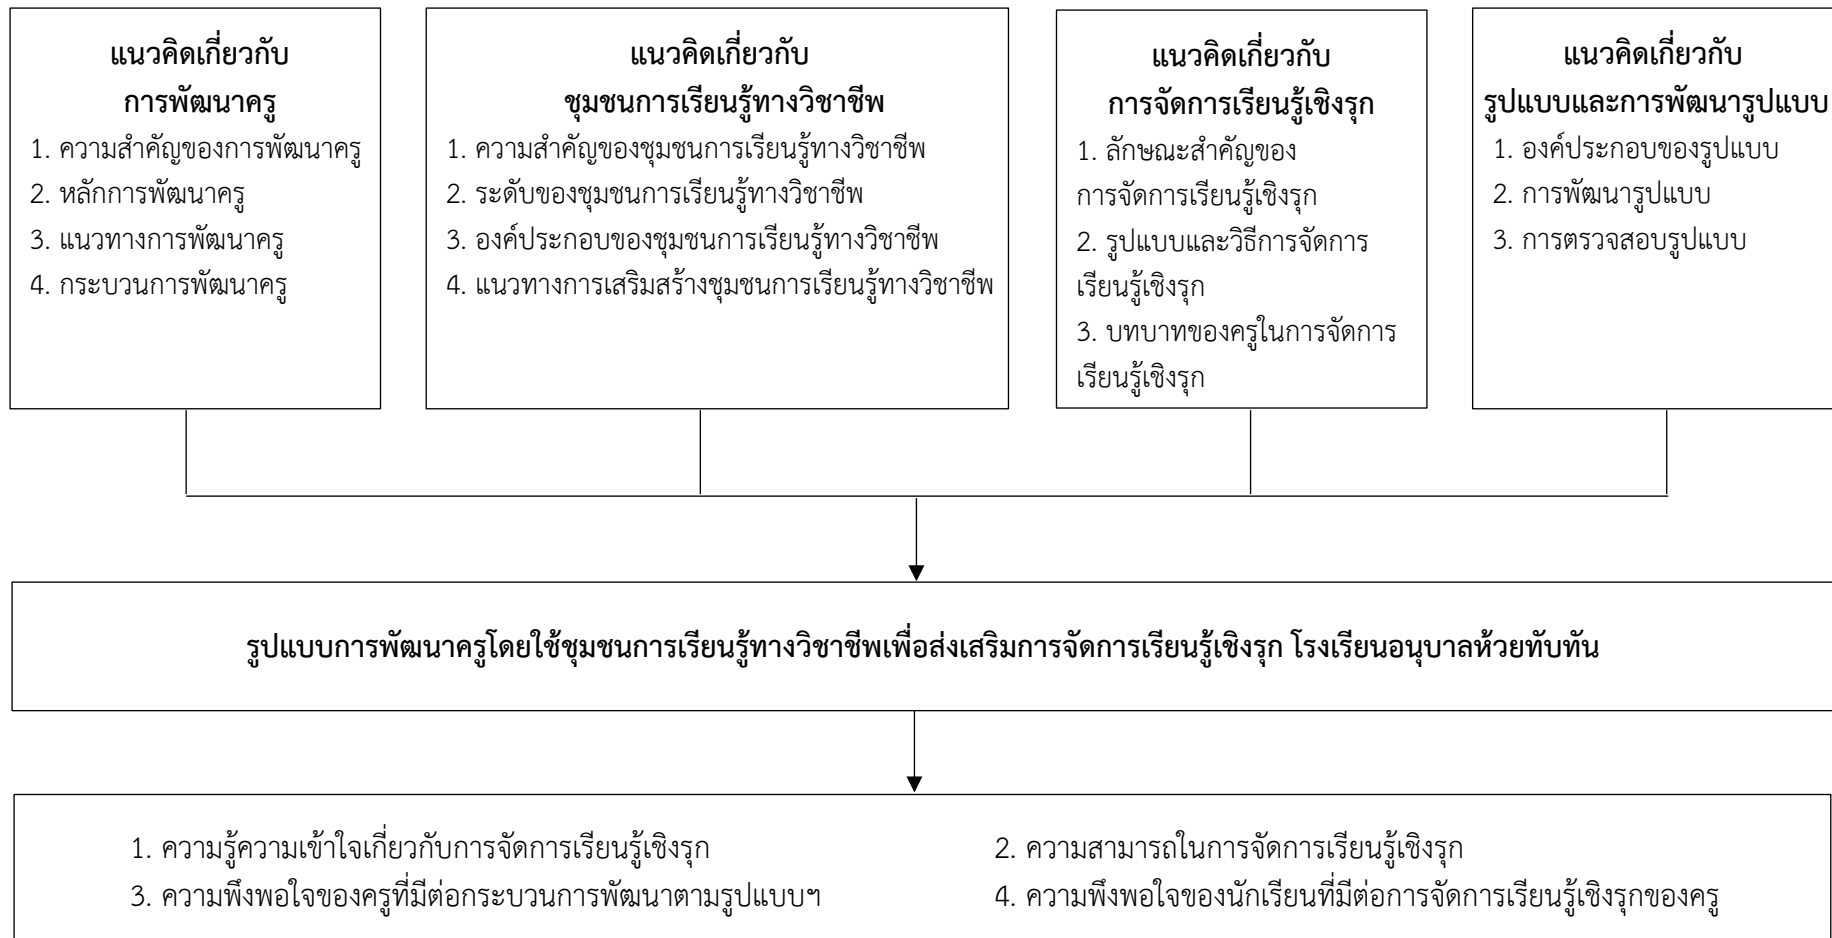 แนวคิดเกี่ยวกับ
การพัฒนาครู
1. ความสำคัญของการพัฒนาครู
2. หลักการพัฒนาครู
3. แนวทางการพัฒนาครู
4. กระบวนการพัฒนาครู
แนวคิดเกี่ยวกับ
ชุมชนการเรียนรู้ทางวิชาชีพ
1. ความสำคัญของชุมชนการเรียนรู้ทางวิชาชีพ
2. ระดับของชุมชนการเรียนรู้ทางวิชาชีพ
3. องค์ประกอบของชุมชนการเรียนรู้ทางวิชาชีพ
4. แนวทางการเสริมสร้างชุมชนการเรียนรู้ทางวิชาชีพ
แนวคิดเกี่ยวกับ
การจัดการเรียนรู้เชิงรุก
1. ลักษณะสำคัญของ
การจัดการเรียนรู้เชิงรุก
2. รูปแบบและวิธีการจัดการ
เรียนรู้เชิงรุก
3. บทบาทของครูในการจัดการ
เรียนรู้เชิงรุก
แนวคิดเกี่ยวกับ
รูปแบบและการพัฒนารูปแบบ
1. องค์ประกอบของรูปแบบ
2. การพัฒนารูปแบบ
3. การตรวจสอบรูปแบบ
รูปแบบการพัฒนาครูโดยใช้ชุมชนการเรียนรู้ทางวิชาชีพเพื่อส่งเสริมการจัดการเรียนรู้เชิงรุก โรงเรียนอนุบาลห้วยทับทัน
1. ความรู้ความเข้าใจเกี่ยวกับการจัดการเรียนรู้เชิงรุก
2. ความสามารถในการจัดการเรียนรู้เชิงรุก
3. ความพึงพอใจของครูที่มีต่อกระบวนการพัฒนาตามรูปแบบฯ
4. ความพึงพอใจของนักเรียนที่มีต่อการจัดการเรียนรู้เชิงรุกของครู